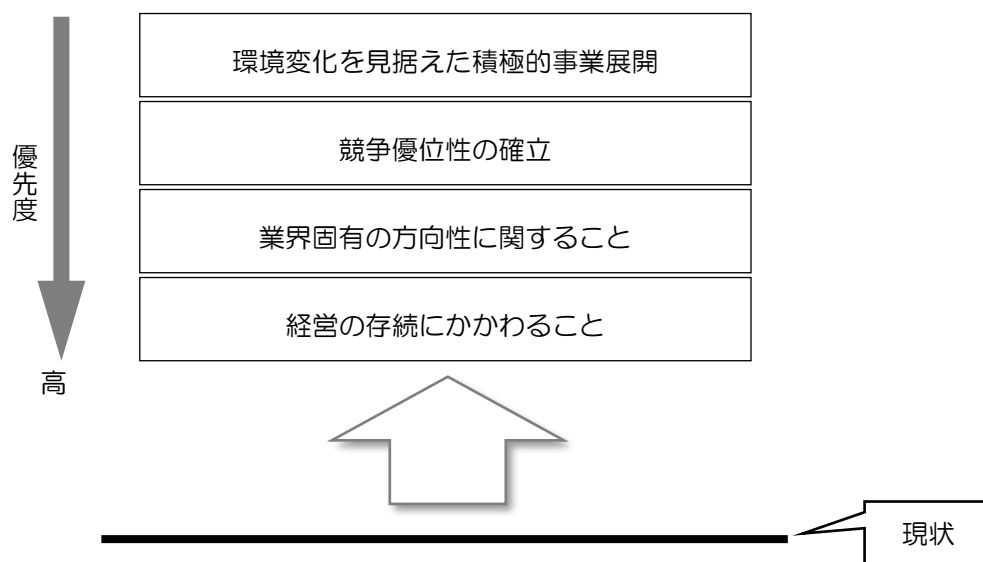 環境変化を見据えた積極的事業展開
競争優位性の確立
優先度
業界固有の方向性に関すること
経営の存続にかかわること
高
現状